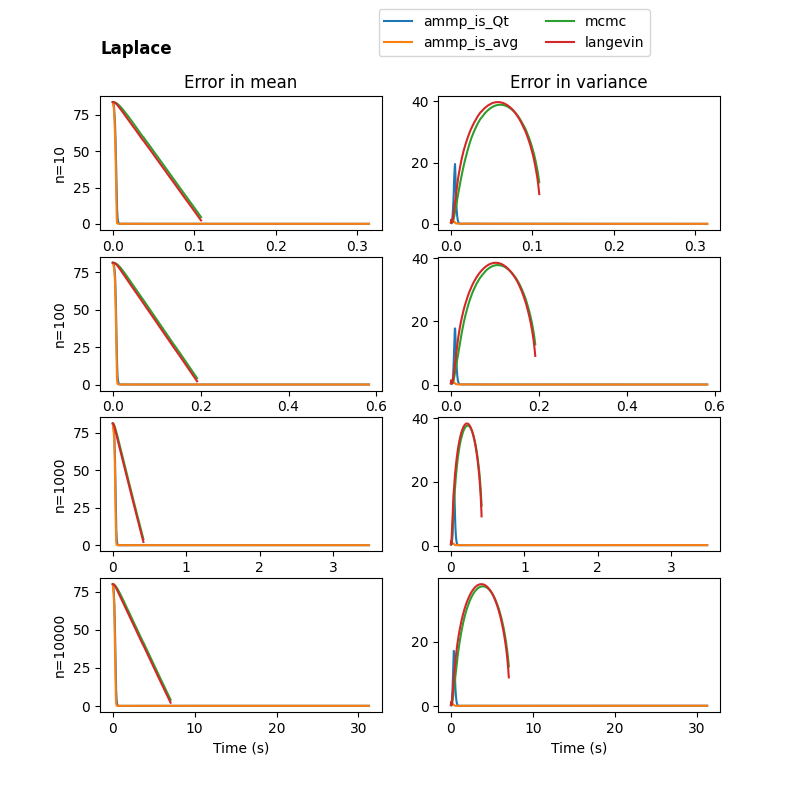 ammp_is_Qt mcmc
ammp_is_avg langevin
Laplace
Error in mean Error in variance
75 50 25 0 n=10 0.0 0.1 0.2 0.3
40 20 0 0.0 0.1 0.2 0.3
75 50 25 0 n=100 0.0 0.2 0.4 0.6
40 20 0 0.0 0.2 0.4 0.6
75 50 25 0 n=1000 0 1 2 3
40 20 0 0 1 2 3
75 50 25 0 n=10000 0 10 20 30
20 0 0 10 20 30
Time (s) Time (s)